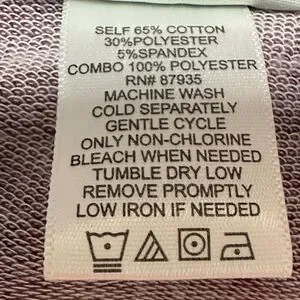 SELF 65% COTTON
30%POLYESTER
5%SPANDEX
COMBO 100% POLYESTER
RN# 87935
MACHINE WASH
COLD SEPARATELY
GENTLE CYCLE
ONLY NON-CHLORINE
BLEACH WHEN NEEDED
TUMBLE DRY LOW
REMOVE PROMPTLY
LOW IRON IF NEEDED